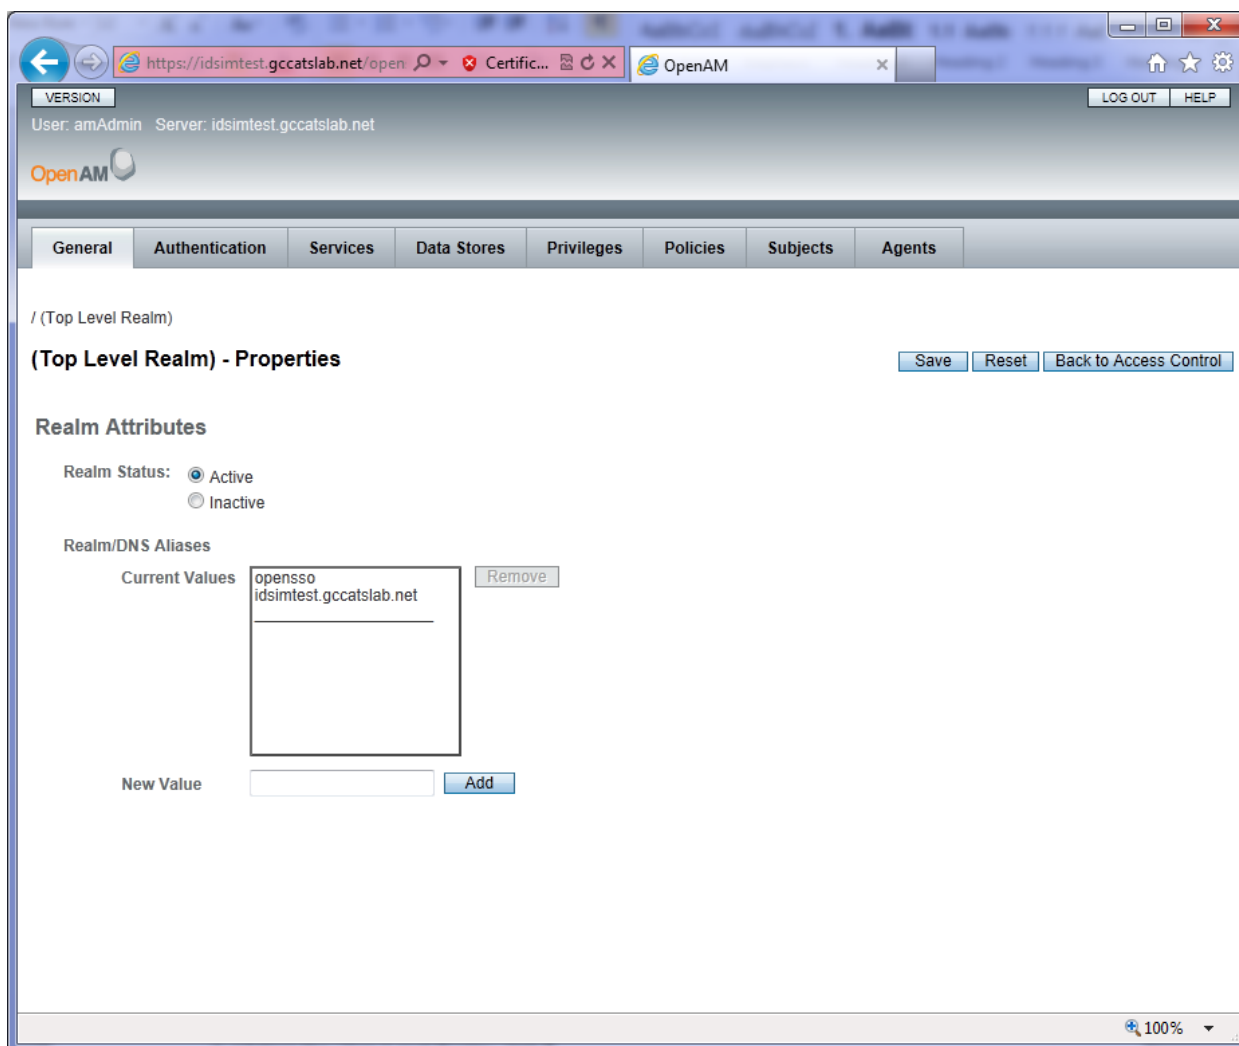 https://idsimtest.gccatslab.net/open Certific... OpenAM
VERSION LOG OUT HELP
User: amAdmin Server: idsimtest.gccatslab.net
OpenAM
General Authentication Services Data Stores Privileges Policies Subjects Agents
/ (Top Level Realm)
(Top Level Realm) - Properties Save Reset Back to Access Control
Realm Attributes
Realm Status: Active
Inactive
Realm/DNS Aliases
Current Values opensso Remove
idsimtest.gccatslab.net
New Value Add
100%